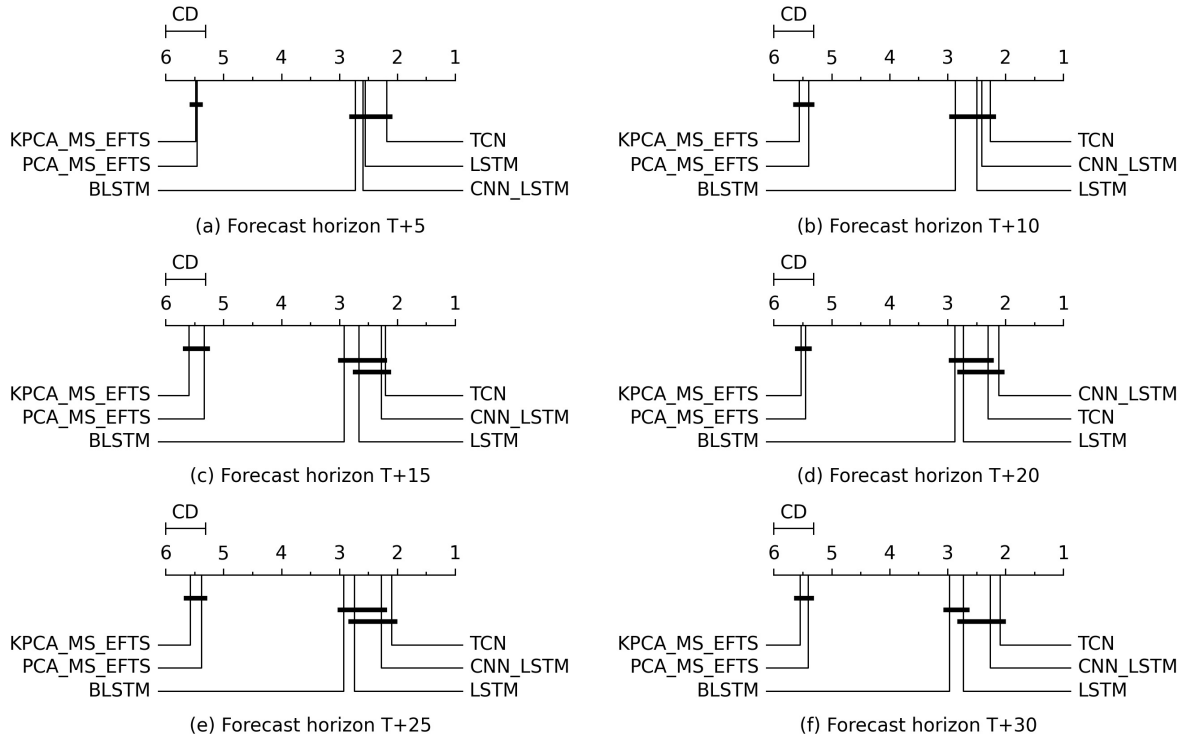 CD
6 5 4 3 2 1
KPCA_MS_EFTS TCN
PCA_MS_EFTS LSTM
BLSTM CNN_LSTM
(a) Forecast horizon T+5
CD
6 5 4 3 2 1
KPCA_MS_EFTS TCN
PCA_MS_EFTS CNN_LSTM
BLSTM LSTM
(b) Forecast horizon T+10
CD
6 5 4 3 2 1
KPCA_MS_EFTS TCN
PCA_MS_EFTS CNN_LSTM
BLSTM LSTM
(c) Forecast horizon T+15
CD
6 5 4 3 2 1
KPCA_MS_EFTS CNN_LSTM
PCA_MS_EFTS TCN
BLSTM LSTM
(d) Forecast horizon T+20
CD
6 5 4 3 2 1
KPCA_MS_EFTS TCN
PCA_MS_EFTS CNN_LSTM
BLSTM LSTM
(e) Forecast horizon T+25
CD
6 5 4 3 2 1
KPCA_MS_EFTS TCN
PCA_MS_EFTS CNN_LSTM
BLSTM LSTM
(f) Forecast horizon T+30